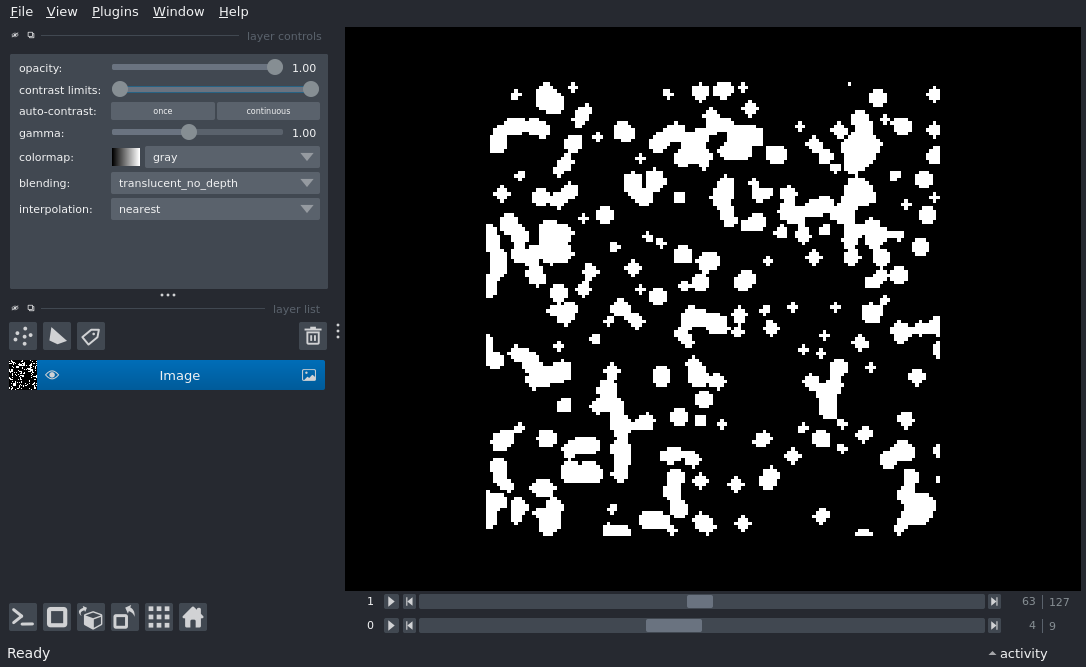 File View Plugins Window Help
layer controls
opacity: 1.00
contrast limits:
auto-contrast: once continuous
gamma: 1.00
colormap: gray
blending: translucent_no_depth
interpolation: nearest
layer list
Image
1 63 127
0 4 9
Ready activity